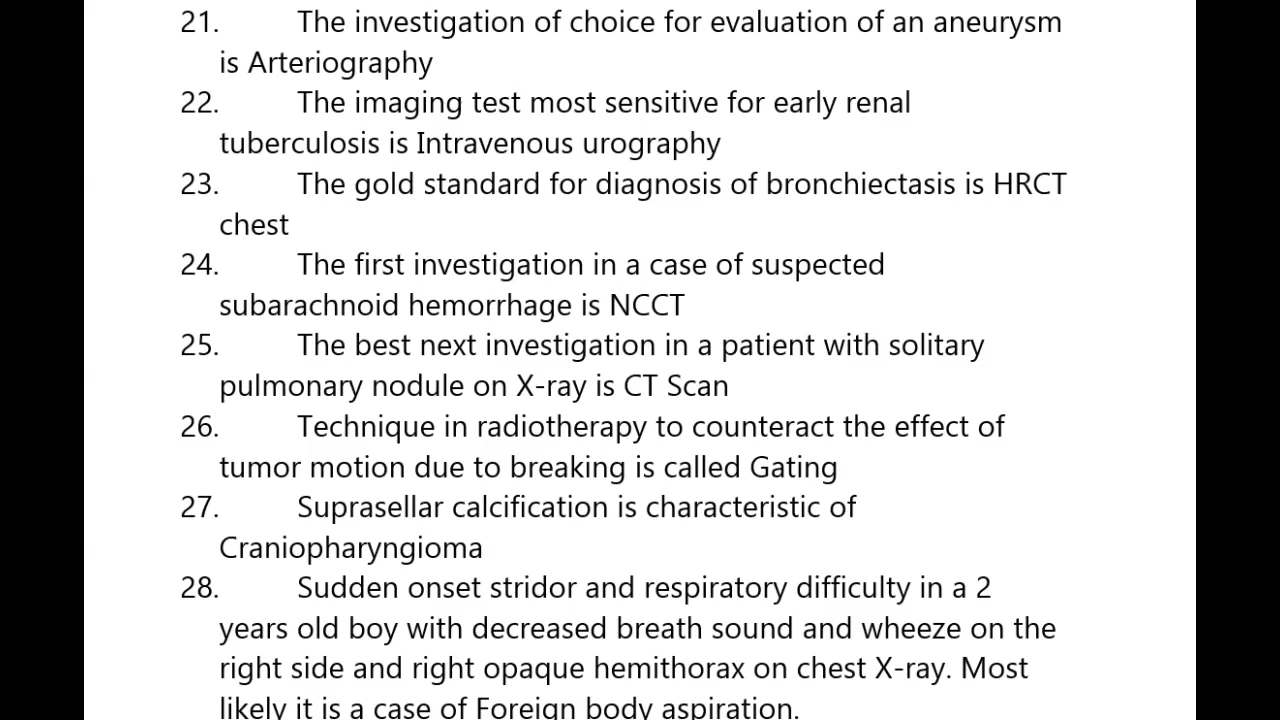 21. The investigation of choice for evaluation of an aneurysm
is Arteriography
22. The imaging test most sensitive for early renal
tuberculosis is Intravenous urography
23. The gold standard for diagnosis of bronchiectasis is HRCT
chest
24. The first investigation in a case of suspected
subarachnoid hemorrhage is NCCT
25. The best next investigation in a patient with solitary
pulmonary nodule on X-ray is CT Scan
26. Technique in radiotherapy to counteract the effect of
tumor motion due to breaking is called Gating
27. Suprasellar calcification is characteristic of
Craniopharyngioma
28. Sudden onset stridor and respiratory difficulty in a 2
years old boy with decreased breath sound and wheeze on the
right side and right opaque hemithorax on chest X-ray. Most
likely it is a case of Foreign body aspiration.